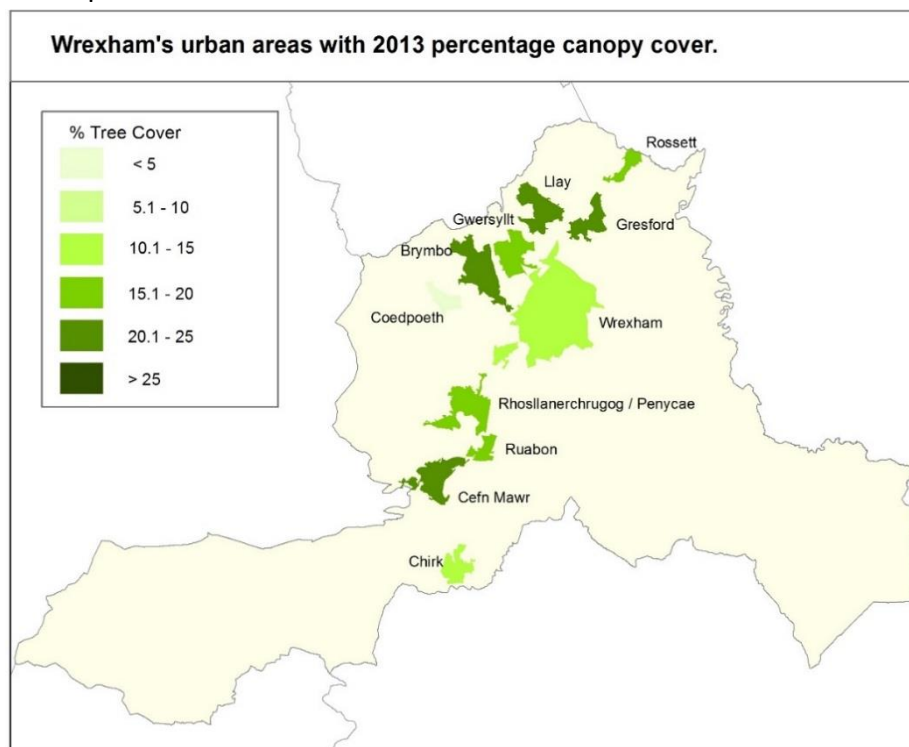 Wrexham's urban areas with 2013 percentage canopy cover.
% Tree Cover
< 5
5.1 - 10
10.1 - 15
15.1 - 20
20.1 - 25
> 25
Rossett
Llay
Gwersyllt
Gresford
Brymbo
Coedpoeth
Wrexham
Rhosllanerchrugog / Penycae
Ruabon
Cefn Mawr
Chirk